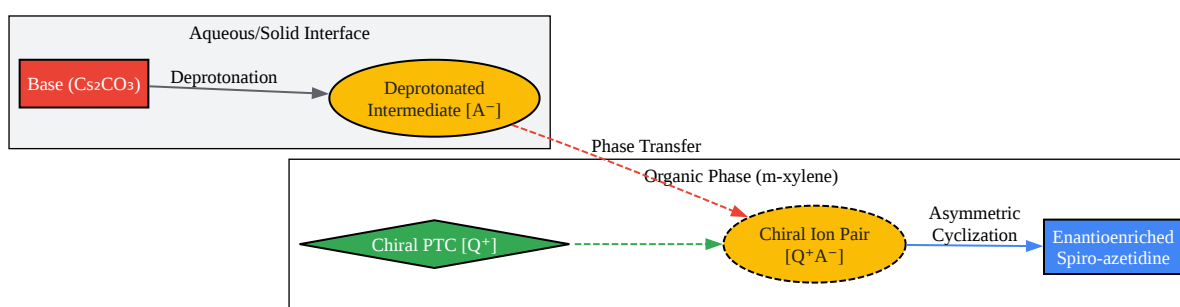 Aqueous/Solid Interface
Base (Cs₂CO₃)
Deprotonation
Deprotonated
Intermediate [A⁻]
Phase Transfer
Organic Phase (m-xylene)
Chiral PTC [Q⁺]
Chiral Ion Pair
[Q⁺A⁻]
Asymmetric
Cyclization
Enantioenriched
Spiro-azetidine